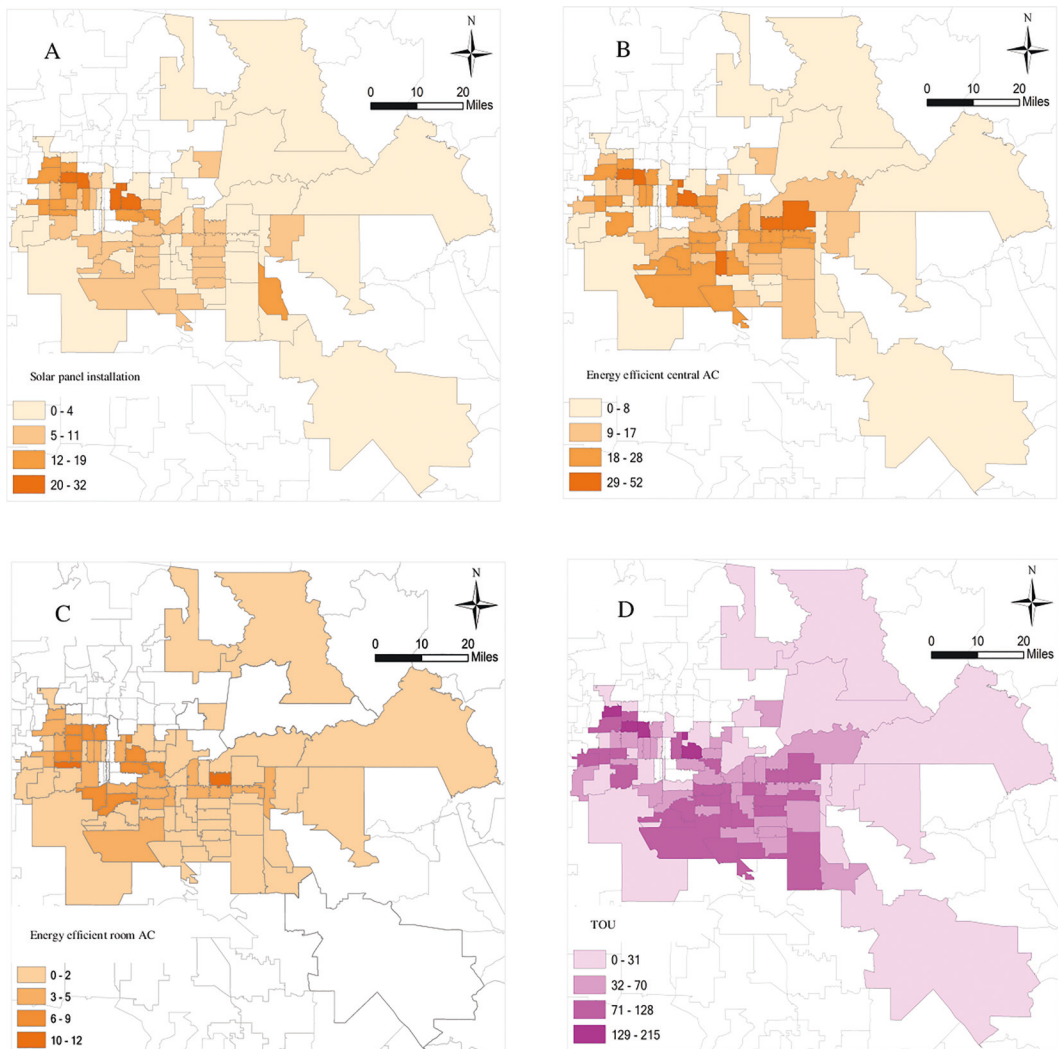 A
N
0 10 20
Miles
Solar panel installation
0 - 4
5 - 11
12 - 19
20 - 32
B
N
0 10 20
Miles
Energy efficient central AC
0 - 8
9 - 17
18 - 28
29 - 52
C
N
0 10 20
Miles
Energy efficient room AC
0 - 2
3 - 5
6 - 9
10 - 12
D
N
0 10 20
Miles
TOU
0 - 31
32 - 70
71 - 128
129 - 215